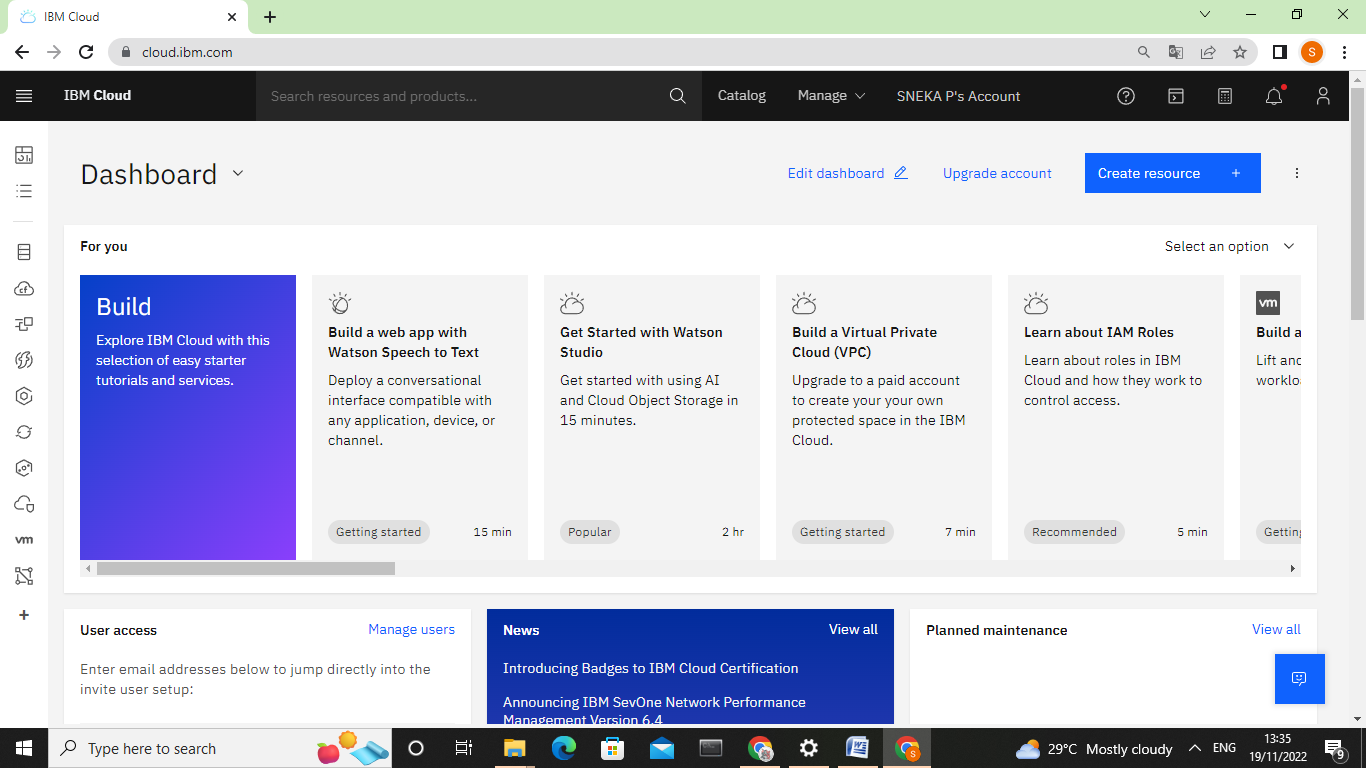 IBM Cloud
cloud.ibm.com
S
IBM Cloud
Search resources and products...
Catalog
Manage
SNEKA P's Account
Dashboard
Edit dashboard
Upgrade account
Create resource +
For you
Select an option
Build
Explore IBM Cloud with this
selection of easy starter
tutorials and services.
Build a web app with
Watson Speech to Text
Deploy a conversational
interface compatible with
any application, device, or
channel.
Getting started
15 min
Get Started with Watson
Studio
Get started with using AI
and Cloud Object Storage in
15 minutes.
Popular
2 hr
Build a Virtual Private
Cloud (VPC)
Upgrade to a paid account
to create your your own
protected space in the IBM
Cloud.
Getting started
7 min
Learn about IAM Roles
Learn about roles in IBM
Cloud and how they work to
control access.
Recommended
5 min
vm
Build a
Lift and
worklo
Getting
cf
vm
User access
Manage users
Enter email addresses below to jump directly into the
invite user setup:
News
View all
Introducing Badges to IBM Cloud Certification
Announcing IBM SevOne Network Performance
Management Version 6.4
Planned maintenance
View all
Type here to search
29°C Mostly cloudy
ENG
13:35
19/11/2022
9